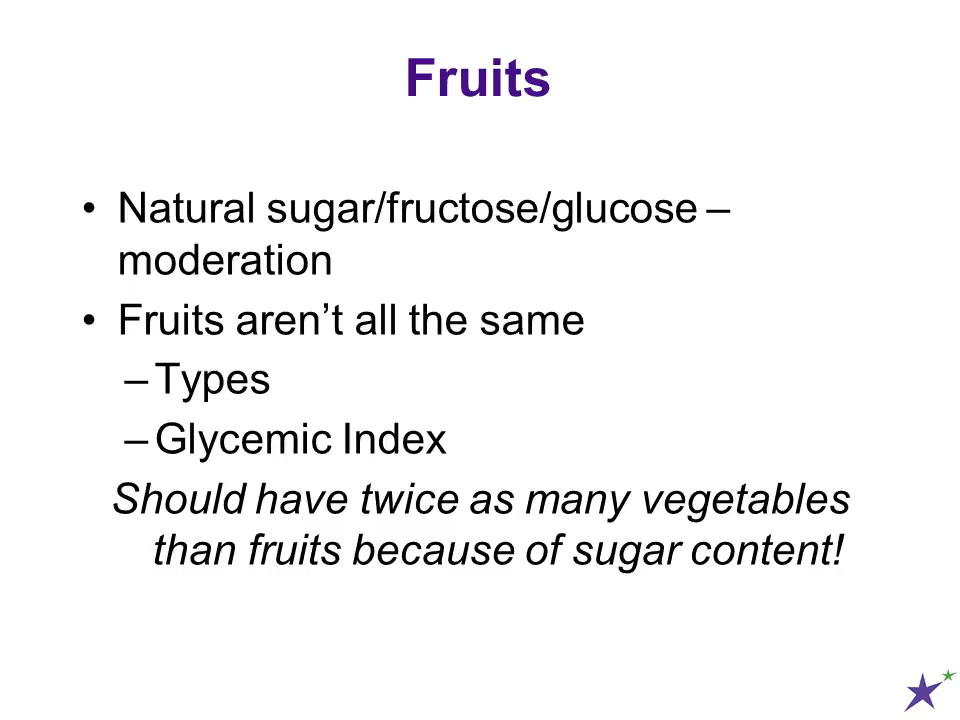 Fruits
• Natural sugar/fructose/glucose –
moderation
• Fruits aren’t all the same
– Types
– Glycemic Index
Should have twice as many vegetables
than fruits because of sugar content!